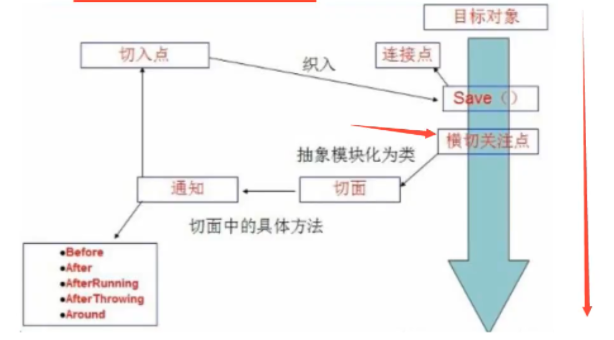 目标对象
切入点
织入
连接点
Save（）
横切关注点
抽象模块化为类
通知
切面
切面中的具体方法
●Before
●After
●AfterRunning
●AfterThrowing
●Around